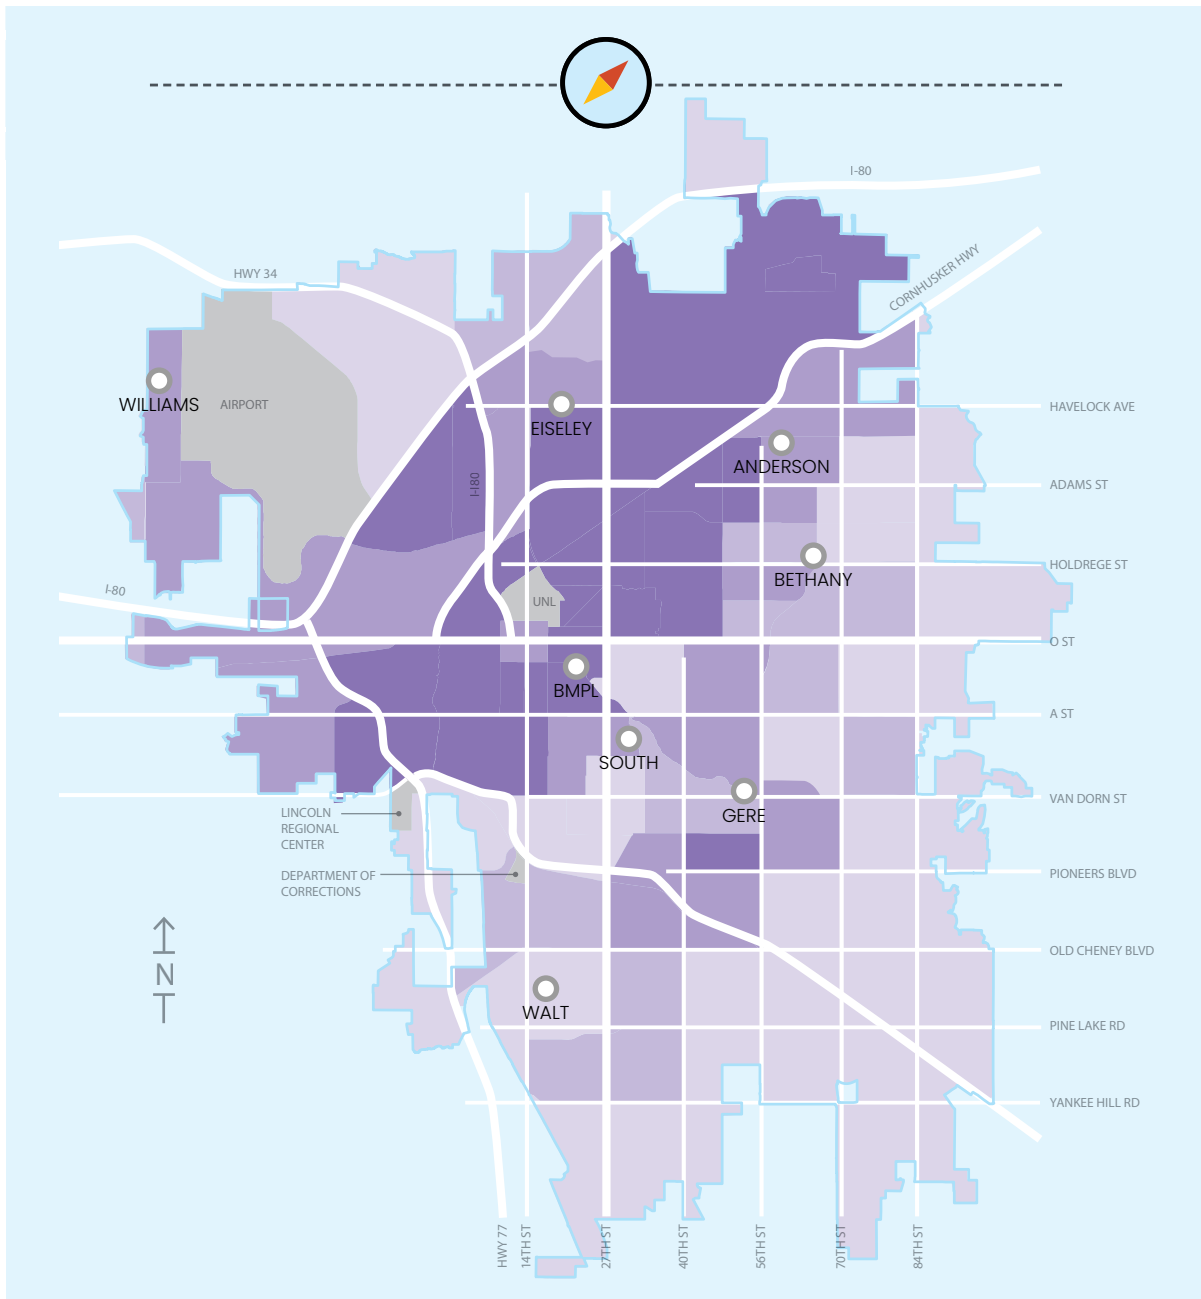 I-80
HWY 34
CORNHUSKER HWY
WILLIAMS
AIRPORT
HAVELOCK AVE
EISELEY
ANDERSON
I-I80
ADAMS ST
HOLDREGE ST
BETHANY
I-80
UNL
O ST
BMPL
A ST
SOUTH
VAN DORN ST
GERE
LINCOLN
REGIONAL
CENTER
DEPARTMENT OF
CORRECTIONS
PIONEERS BLVD
OLD CHENEY BLVD
N
WALT
PINE LAKE RD
YANKEE HILL RD
HWY 77
14TH ST
27TH ST
40TH ST
56TH ST
70TH ST
84TH ST